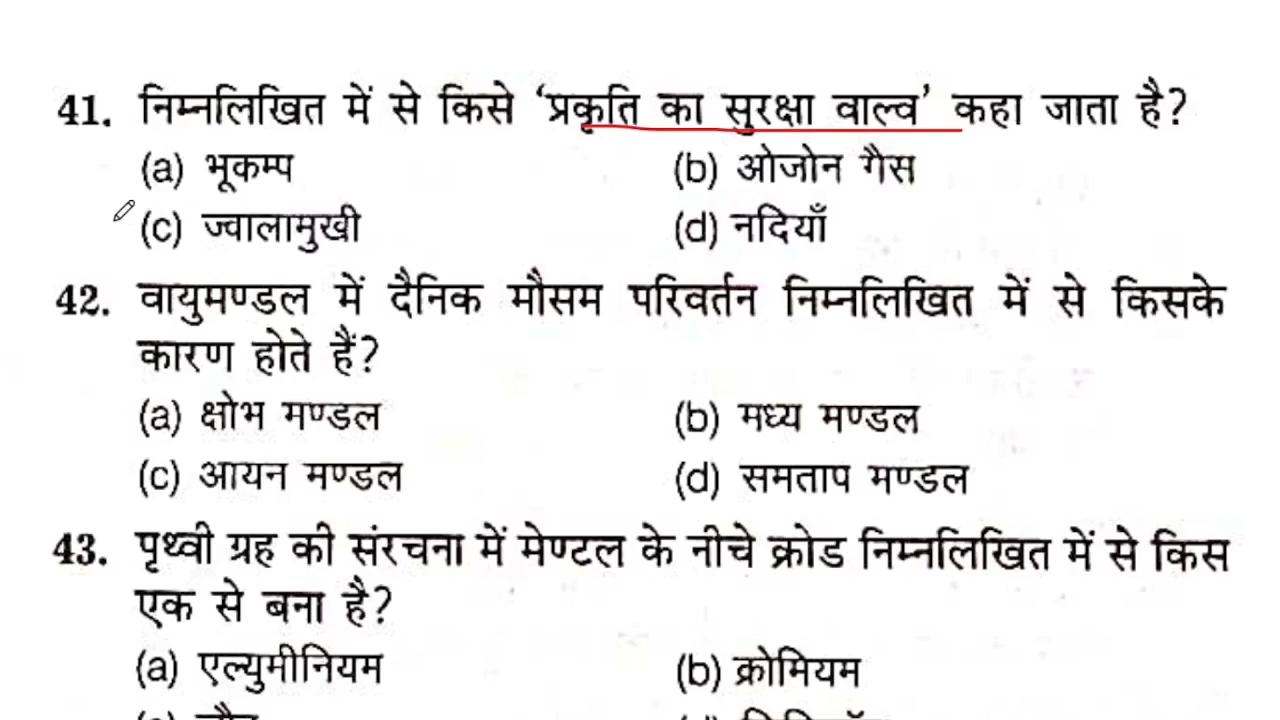 41. निम्नलिखित में से किसे ‘प्रकृति का सुरक्षा वाल्व’ कहा जाता है?
(a) भूकम्प (b) ओजोन गैस
(c) ज्वालामुखी (d) नदियाँ
42. वायुमण्डल में दैनिक मौसम परिवर्तन निम्नलिखित में से किसके
कारण होते हैं?
(a) क्षोभ मण्डल (b) मध्य मण्डल
(c) आयन मण्डल (d) समताप मण्डल
43. पृथ्वी ग्रह की संरचना में मेण्टल के नीचे क्रोड निम्नलिखित में से किस
एक से बना है?
(a) एल्युमीनियम (b) क्रोमियम